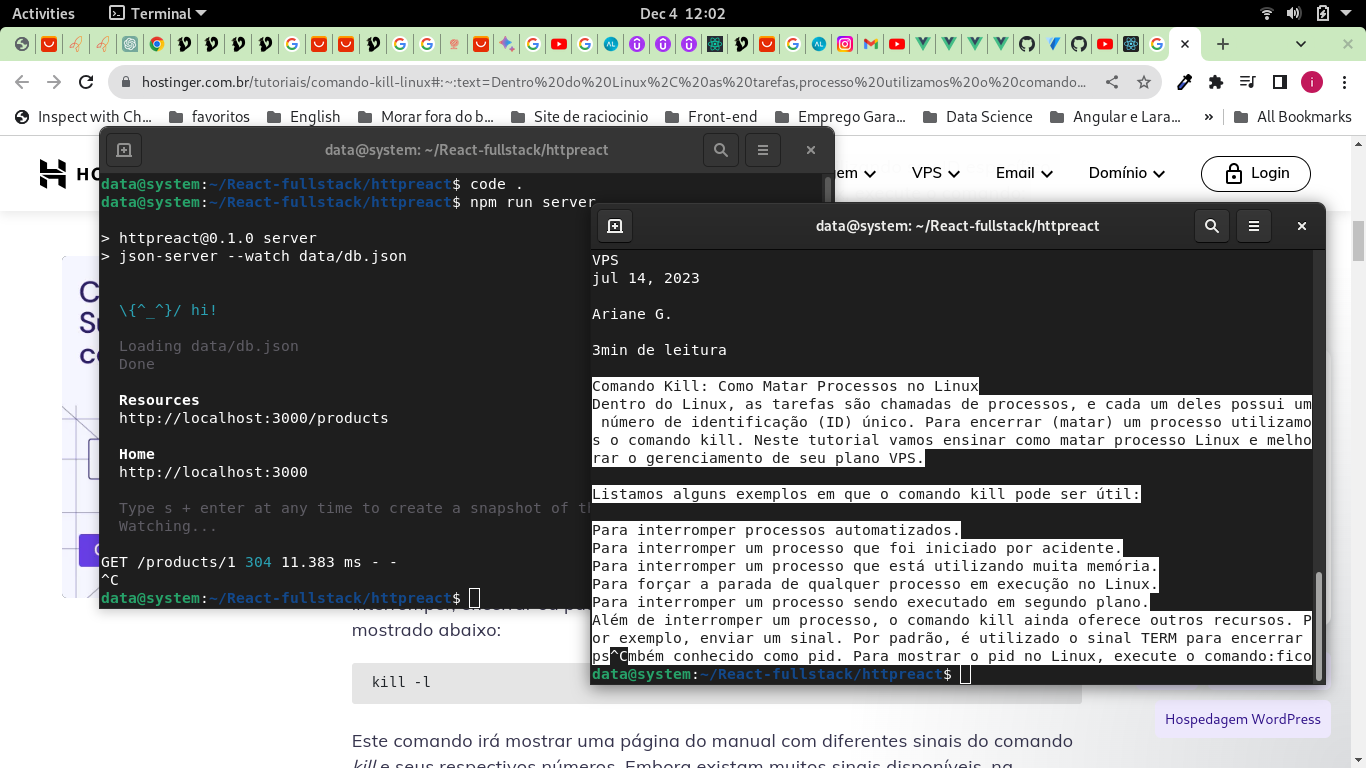 Activities Terminal Dec 4 12:02
hostinger.com.br/tutoriais/comando-kill-linux#:~:text=Dentro%20do%20Linux%2C%20as%20tarefas,processo%20utilizamos%20o%20comando...
i
Inspect with Ch... favoritos English Morar fora do b... Site de raciocinio Front-end Emprego Gara... Data Science Angular e Lara... » All Bookmarks
data@system: ~/React-fullstack/httpreact
VPS Email Domínio Login
data@system:~/React-fullstack/httpreact$ code .
data@system:~/React-fullstack/httpreact$ npm run server
> httpreact@0.1.0 server
> json-server --watch data/db.json
\{^_^}/ hi!
Loading data/db.json
Done
Resources
http://localhost:3000/products
Home
http://localhost:3000
Type s + enter at any time to create a snapshot of th
Watching...
GET /products/1 304 11.383 ms - -
^C
data@system:~/React-fullstack/httpreact$
data@system: ~/React-fullstack/httpreact
VPS
jul 14, 2023
Ariane G.
3min de leitura
Comando Kill: Como Matar Processos no Linux
Dentro do Linux, as tarefas são chamadas de processos, e cada um deles possui um
número de identificação (ID) único. Para encerrar (matar) um processo utilizamo
s o comando kill. Neste tutorial vamos ensinar como matar processo Linux e melho
rar o gerenciamento de seu plano VPS.
Listamos alguns exemplos em que o comando kill pode ser útil:
Para interromper processos automatizados.
Para interromper um processo que foi iniciado por acidente.
Para interromper um processo que está utilizando muita memória.
Para forçar a parada de qualquer processo em execução no Linux.
Para interromper um processo sendo executado em segundo plano.
Além de interromper um processo, o comando kill ainda oferece outros recursos. P
or exemplo, enviar um sinal. Por padrão, é utilizado o sinal TERM para encerrar
ps^Cmbém conhecido como pid. Para mostrar o pid no Linux, execute o comando:fico
data@system:~/React-fullstack/httpreact$
mostrado abaixo:
kill -l
Hospedagem WordPress
Este comando irá mostrar uma página do manual com diferentes sinais do comando
kill e seus respectivos números. Embora existam muitos sinais disponíveis, na